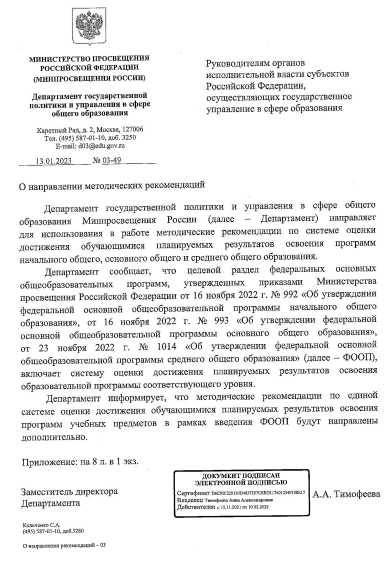 МИНИСТЕРСТВО ПРОСВЕЩЕНИЯ
РОССИЙСКОЙ ФЕДЕРАЦИИ
(МИНПРОСВЕЩЕНИЯ РОССИИ)
Департамент государственной
политики и управления в сфере
общего образования
Каретный Ряд, д. 2, Москва, 127006
Тел. (495) 587-01-10, доб. 3250
E-mail: d03@edu.gov.ru
13.01.2023 № 03-49
Руководителям органов
исполнительной власти субъектов
Российской Федерации,
осуществляющих государственное
управление в сфере образования
О направлении методических рекомендаций
Департамент государственной политики и управления в сфере общего
образования Минпросвещения России (далее – Департамент) направляет
для использования в работе методические рекомендации по системе оценки
достижения обучающимися планируемых результатов освоения программ
начального общего, основного общего и среднего общего образования.
Департамент сообщает, что целевой раздел федеральных основных
общеобразовательных программ, утвержденных приказами Министерства
просвещения Российской Федерации от 16 ноября 2022 г. № 992 «Об утверждении
федеральной основной общеобразовательной программы начального общего
образования», от 16 ноября 2022 г. № 993 «Об утверждении федеральной
основной общеобразовательной программы основного общего образования»,
от 23 ноября 2022 г. № 1014 «Об утверждении федеральной основной
общеобразовательной программы среднего общего образования» (далее – ФООП),
включает систему оценки достижения планируемых результатов освоения
образовательной программы соответствующего уровня.
Департамент информирует, что методические рекомендации по единой
системе оценки достижения обучающимися планируемых результатов освоения
программ учебных предметов в рамках введения ФООП будут направлены
дополнительно.
Приложение: на 8 л. в 1 экз.
Заместитель директора
Департамента
ДОКУМЕНТ ПОДПИСАН
ЭЛЕКТРОННОЙ ПОДПИСЬЮ
Сертификат
Владелец Тимофеева Анна Александровна
Действителен с 10.11.2021 по 10.02.2023
А.А. Тимофеева
Казьченко С.А.
(495) 587-01-10, доб. 3280
О направлении рекомендаций – 03